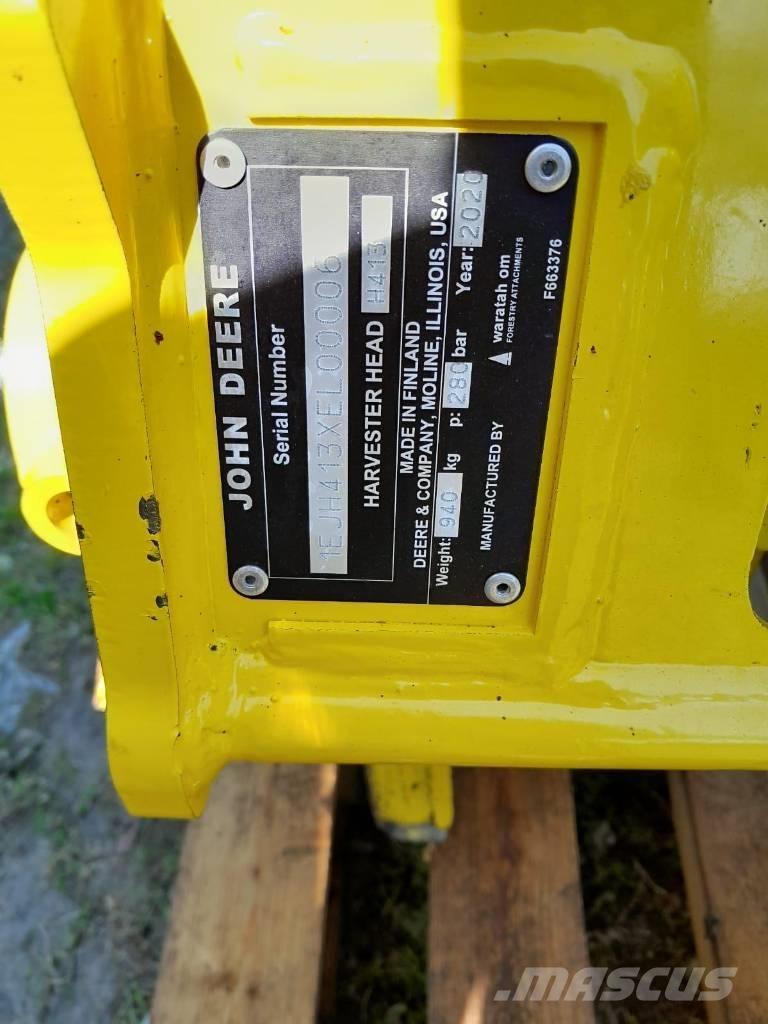 JOHN DEERE
Serial Number
1EJH413XEL00006
HARVESTER HEAD H413
MADE IN FINLAND
DEERE & COMPANY, MOLINE, ILLINOIS, USA
Weight: 940 kg p: 280 bar Year: 2020
MANUFACTURED BY waratah om
FORESTRY ATTACHMENTS
F663376
MASCUS